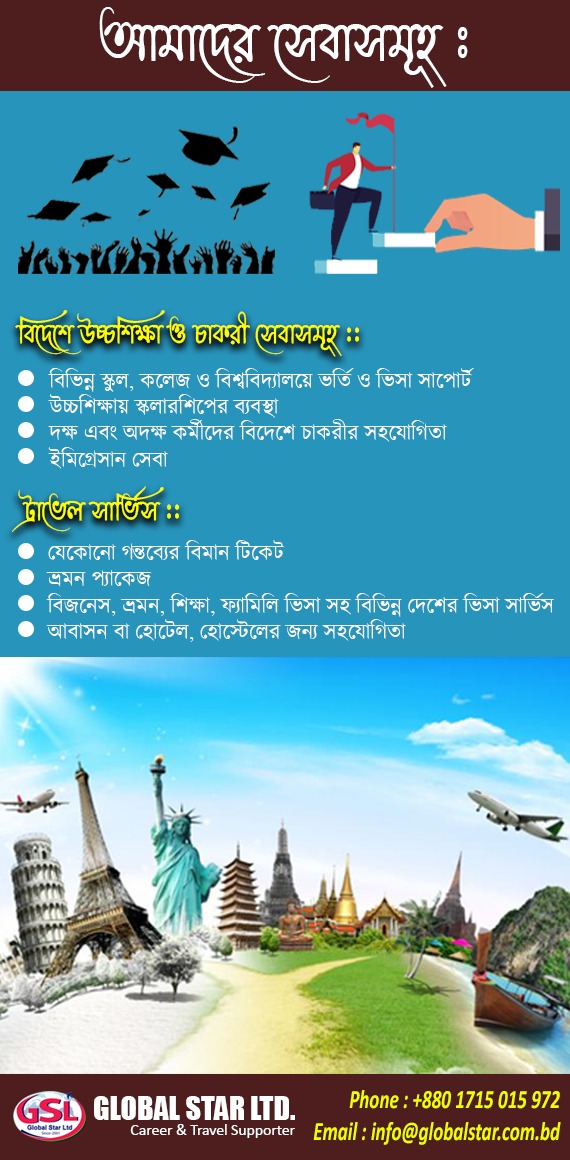 আমাদের সেবাসমূহ ঃ
বিদেশে উচ্চশিক্ষা ও চাকরী সেবাসমূহ ::
বিভিন্ন স্কুল, কলেজ ও বিশ্ববিদ্যালয়ে ভর্তি ও ভিসা সাপোর্ট
উচ্চশিক্ষায় স্কলারশিপের ব্যবস্থা
দক্ষ এবং অদক্ষ কর্মীদের বিদেশে চাকরীর সহযোগিতা
ইমিগ্রেসান সেবা
ট্রাভেল সার্ভিস ::
যেকোনো গন্তব্যের বিমান টিকেট
ভ্রমন প্যাকেজ
বিজনেস, ভ্রমন, শিক্ষা, ফ্যামিলি ভিসা সহ বিভিন্ন দেশের ভিসা সার্ভিস
আবাসন বা হোটেল, হোস্টেলের জন্য সহযোগিতা
GSL
Global Star Ltd
Since-2001
GLOBAL STAR LTD.
Career & Travel Supporter
Phone : +880 1715 015 972
Email : info@globalstar.com.bd